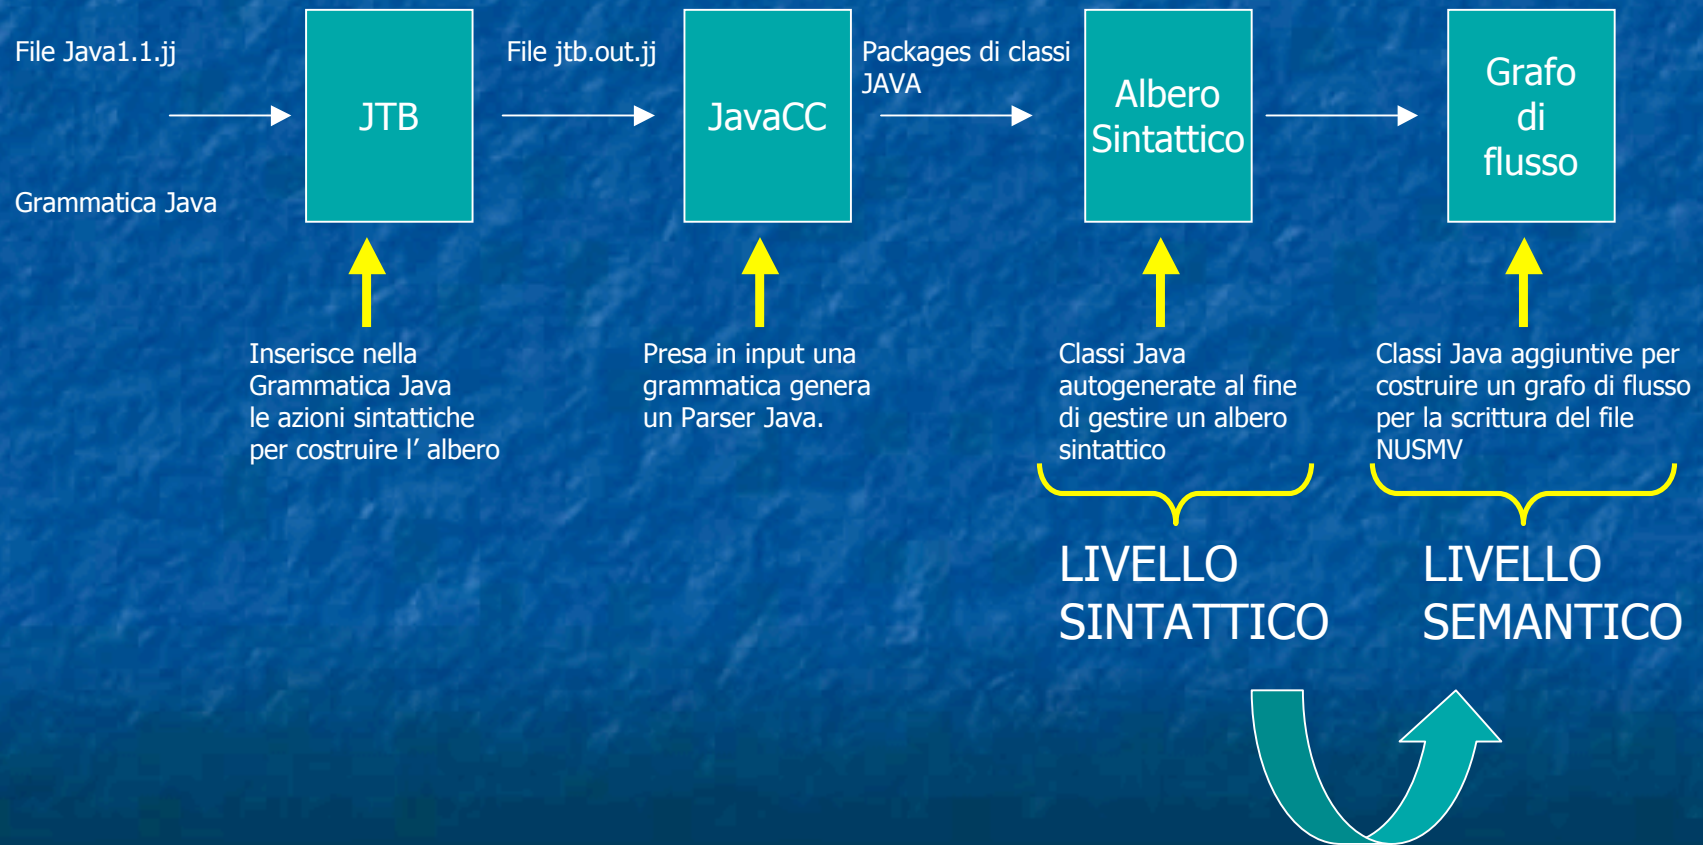 File Java1.1.jj
Grammatica Java
JTB
File jtb.out.jj
JavaCC
Packages di classi
JAVA
Albero
Sintattico
Grafo
di
flusso
Inserisce nella
Grammatica Java
le azioni sintattiche
per costruire l' albero
Presa in input una
grammatica genera
un Parser Java.
Classi Java
autogenerate al fine
di gestire un albero
sintattico
Classi Java aggiuntive per
costruire un grafo di flusso
per la scrittura del file
NUSMV
LIVELLO
SINTATTICO
LIVELLO
SEMANTICO